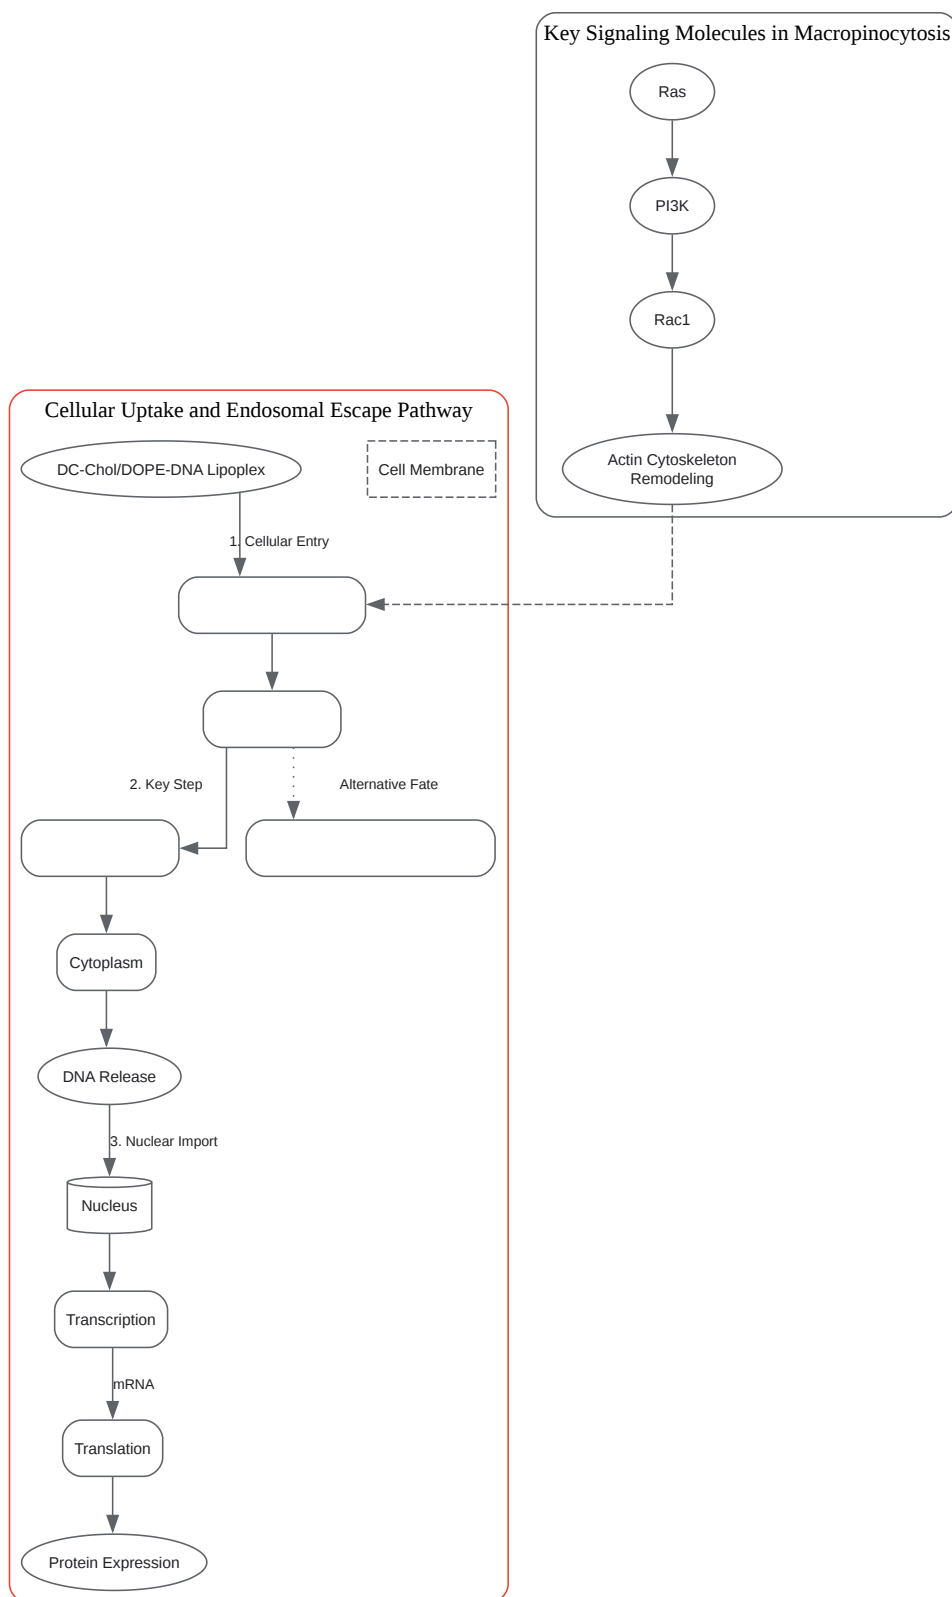 Key Signaling Molecules in Macropinocytosis
Ras
PI3K
Rac1
Actin Cytoskeleton
Remodeling
Cellular Uptake and Endosomal Escape Pathway
DC-Chol/DOPE-DNA Lipoplex
Cell Membrane
1. Cellular Entry
2. Key Step
Alternative Fate
Cytoplasm
DNA Release
3. Nuclear Import
Nucleus
Transcription
mRNA
Translation
Protein Expression